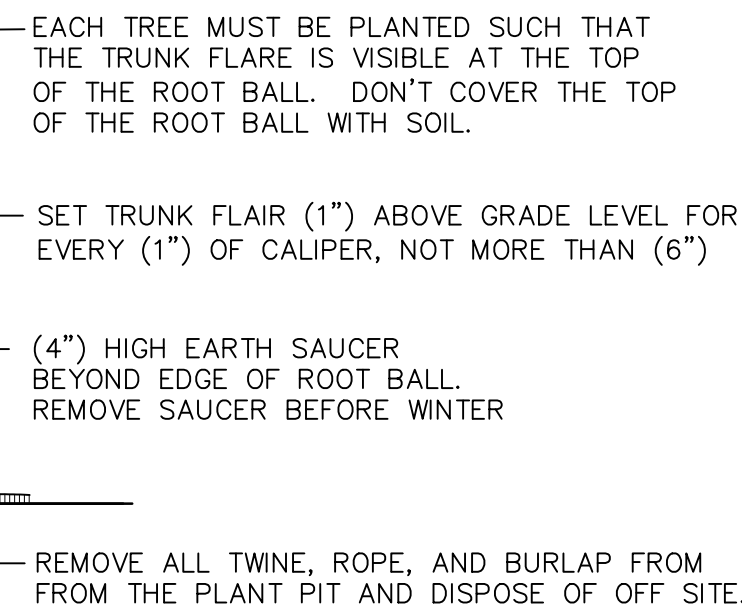 EACH TREE MUST BE PLANTED SUCH THAT
THE TRUNK FLARE IS VISIBLE AT THE TOP
OF THE ROOT BALL. DON'T COVER THE TOP
OF THE ROOT BALL WITH SOIL.
SET TRUNK FLAIR (1") ABOVE GRADE LEVEL FOR
EVERY (1") OF CALIPER, NOT MORE THAN (6")
(4") HIGH EARTH SAUCER
BEYOND EDGE OF ROOT BALL.
REMOVE SAUCER BEFORE WINTER
REMOVE ALL TWINE, ROPE, AND BURLAP FROM
FROM THE PLANT PIT AND DISPOSE OF OFF SITE.